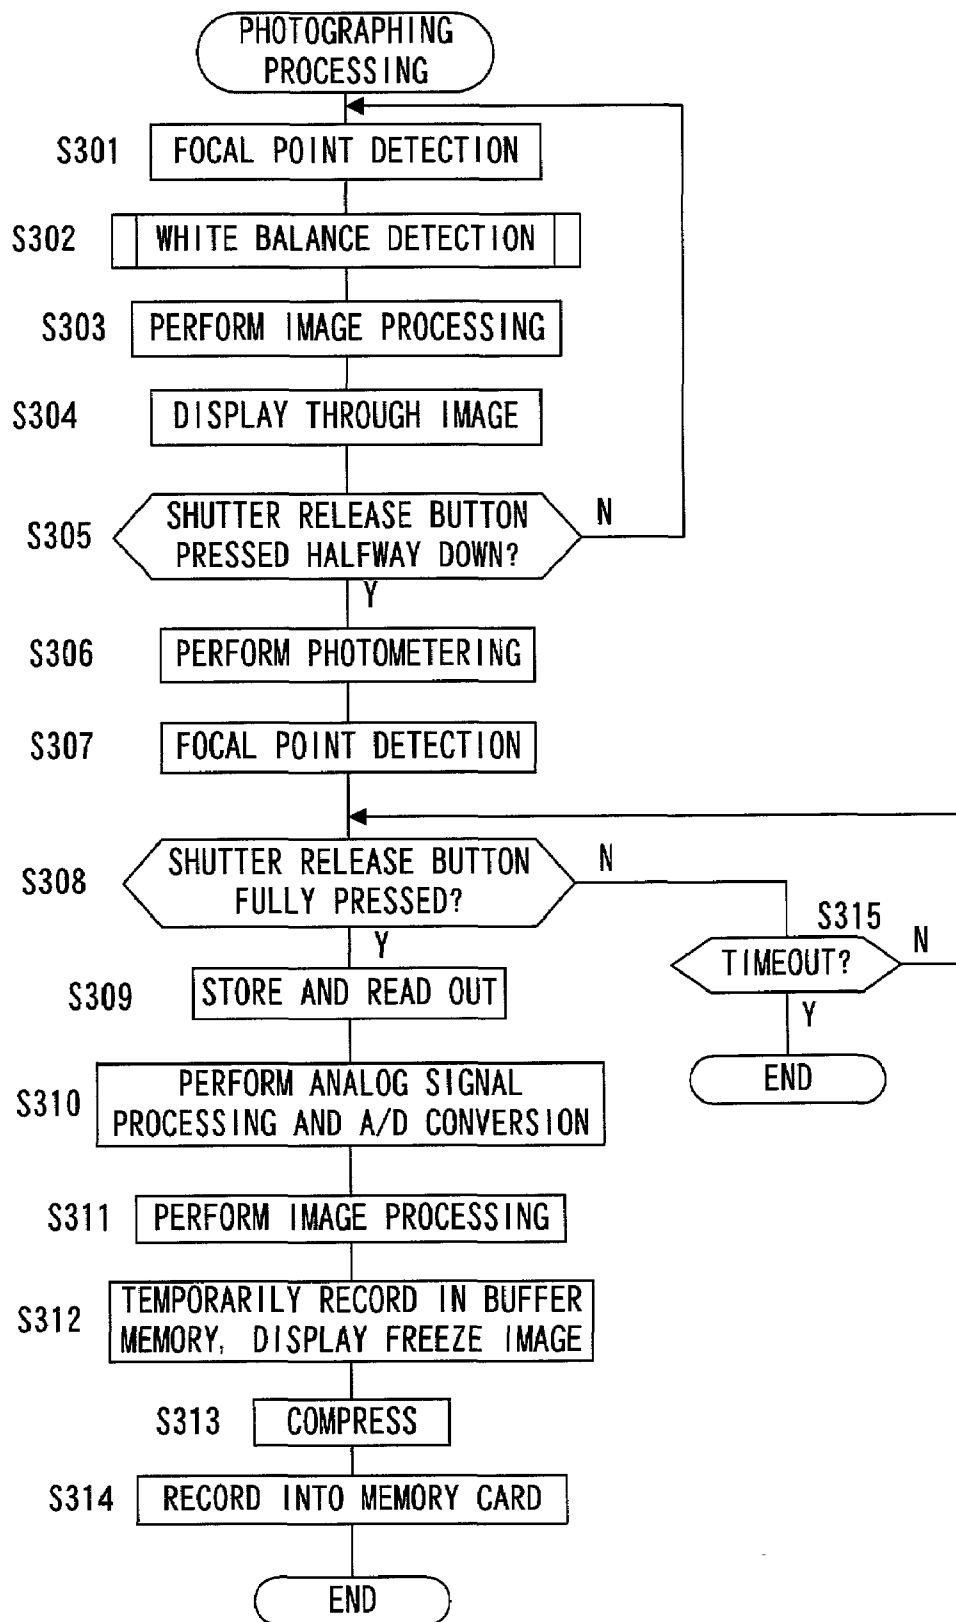 PHOTOGRAPHING
PROCESSING
S301
FOCAL POINT DETECTION
S302
WHITE BALANCE DETECTION
S303
PERFORM IMAGE PROCESSING
S304
DISPLAY THROUGH IMAGE
S305
SHUTTER RELEASE BUTTON
PRESSED HALFWAY DOWN?
N
Y
S306
PERFORM PHOTOMETERING
S307
FOCAL POINT DETECTION
S308
SHUTTER RELEASE BUTTON
FULLY PRESSED?
N
Y
S315
TIMEOUT?
N
Y
END
S309
STORE AND READ OUT
S310
PERFORM ANALOG SIGNAL
PROCESSING AND A/D CONVERSION
S311
PERFORM IMAGE PROCESSING
S312
TEMPORARILY RECORD IN BUFFER
MEMORY, DISPLAY FREEZE IMAGE
S313
COMPRESS
S314
RECORD INTO MEMORY CARD
END